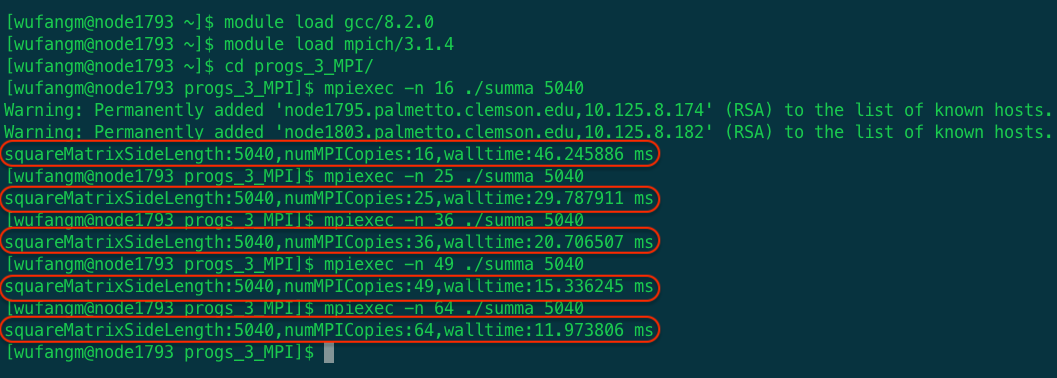 [wufangm@node1793 ~]$ module load gcc/8.2.0
[wufangm@node1793 ~]$ module load mpich/3.1.4
[wufangm@node1793 ~]$ cd progs_3_MPI/
[wufangm@node1793 progs_3_MPI]$ mpiexec -n 16 ./summa 5040
Warning: Permanently added 'node1795.palmetto.clemson.edu,10.125.8.174' (RSA) to the list of known hosts.
Warning: Permanently added 'node1803.palmetto.clemson.edu,10.125.8.182' (RSA) to the list of known hosts.
squareMatrixSideLength:5040,numMPICopies:16,walltime:46.245886 ms
[wufangm@node1793 progs_3_MPI]$ mpiexec -n 25 ./summa 5040
squareMatrixSideLength:5040,numMPICopies:25,walltime:29.787911 ms
[wufangm@node1793 progs_3_MPI]$ mpiexec -n 36 ./summa 5040
squareMatrixSideLength:5040,numMPICopies:36,walltime:20.706507 ms
[wufangm@node1793 progs_3_MPI]$ mpiexec -n 49 ./summa 5040
squareMatrixSideLength:5040,numMPICopies:49,walltime:15.336245 ms
[wufangm@node1793 progs_3_MPI]$ mpiexec -n 64 ./summa 5040
squareMatrixSideLength:5040,numMPICopies:64,walltime:11.973806 ms
[wufangm@node1793 progs_3_MPI]$